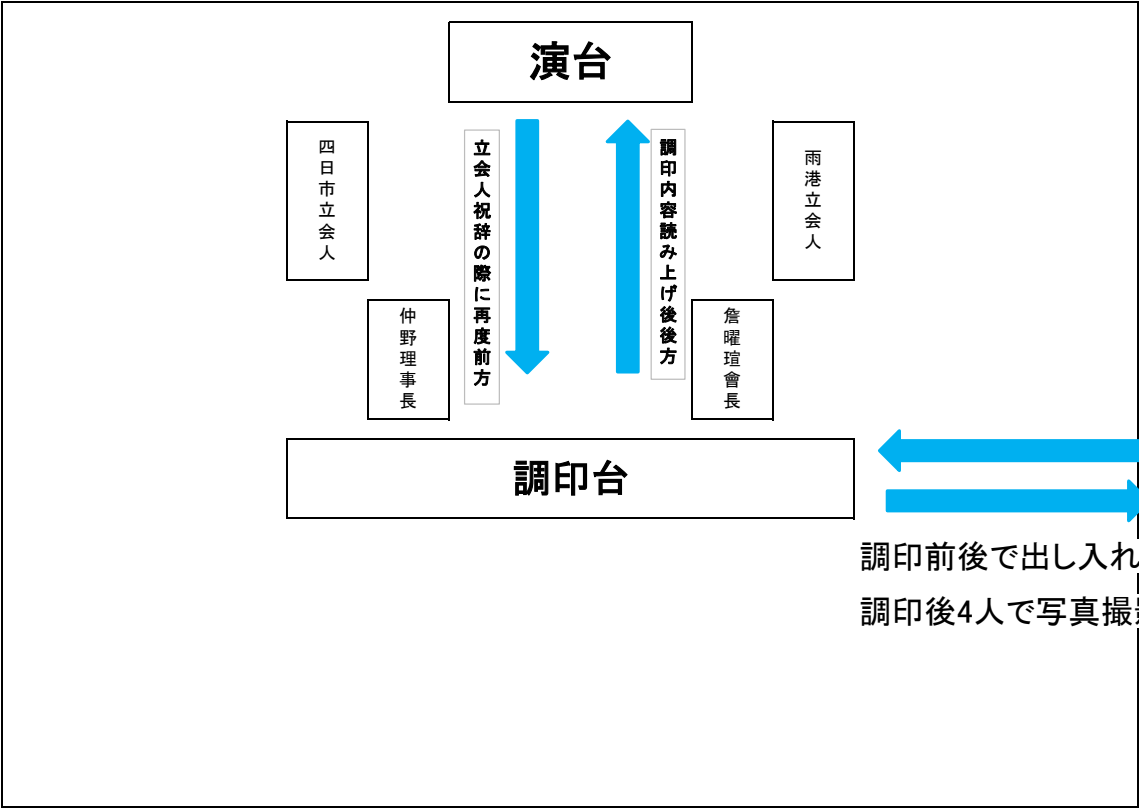 演台
四日市立会人
立会人祝辞の際に再度前方
調印内容読み上げ後後方
雨港立会人
仲野理事長
詹曜瑄會長
調印台
調印前後で出し入れ
調印後4人で写真撮